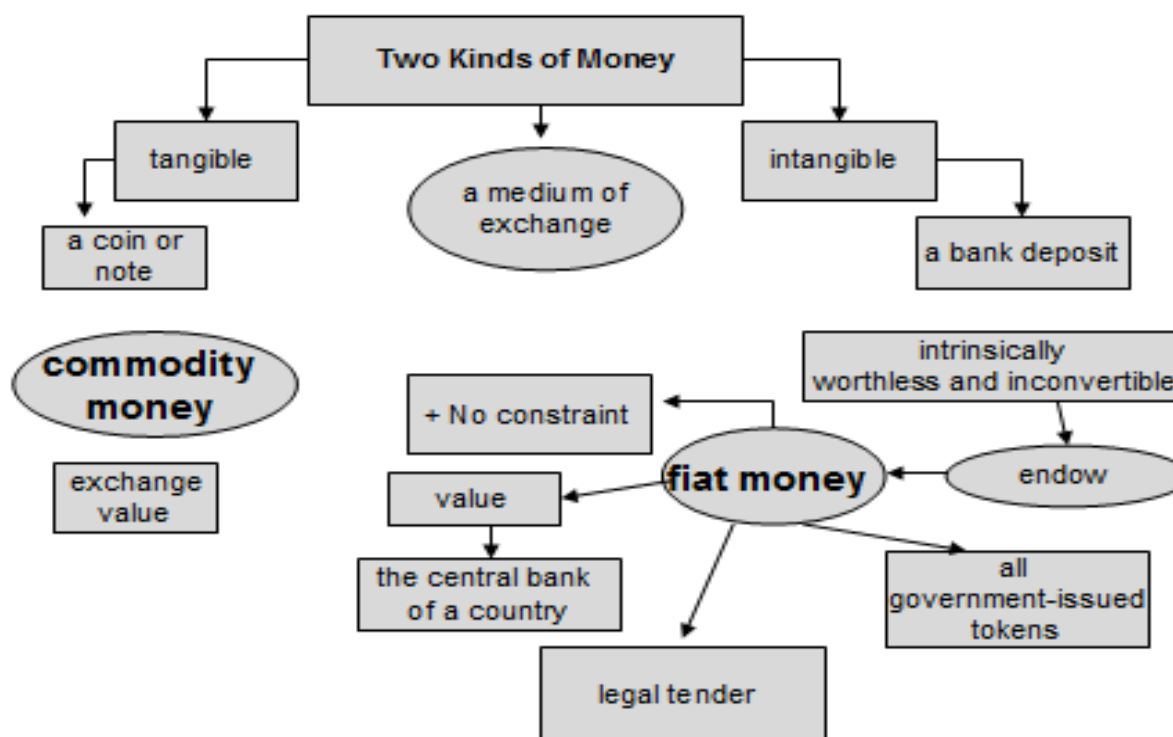 Two Kinds of Money
tangible
a medium of
exchange
intangible
a coin or
note
a bank deposit
commodity
money
exchange
value
intrinsically
worthless and inconvertible
+ No constraint
fiat money
endow
value
the central bank
of a country
all
government-issued
tokens
legal tender